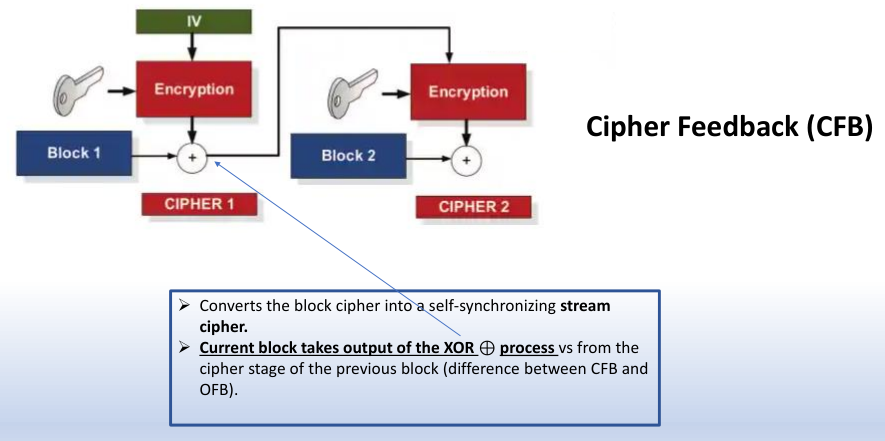 IV
Encryption
Encryption
Cipher Feedback (CFB)
Block 1
+
Block 2
+
CIPHER 1
CIPHER 2
➢ Converts the block cipher into a self-synchronizing stream
cipher.
➢ Current block takes output of the XOR ⊕ process vs from the
cipher stage of the previous block (difference between CFB and
OFB).